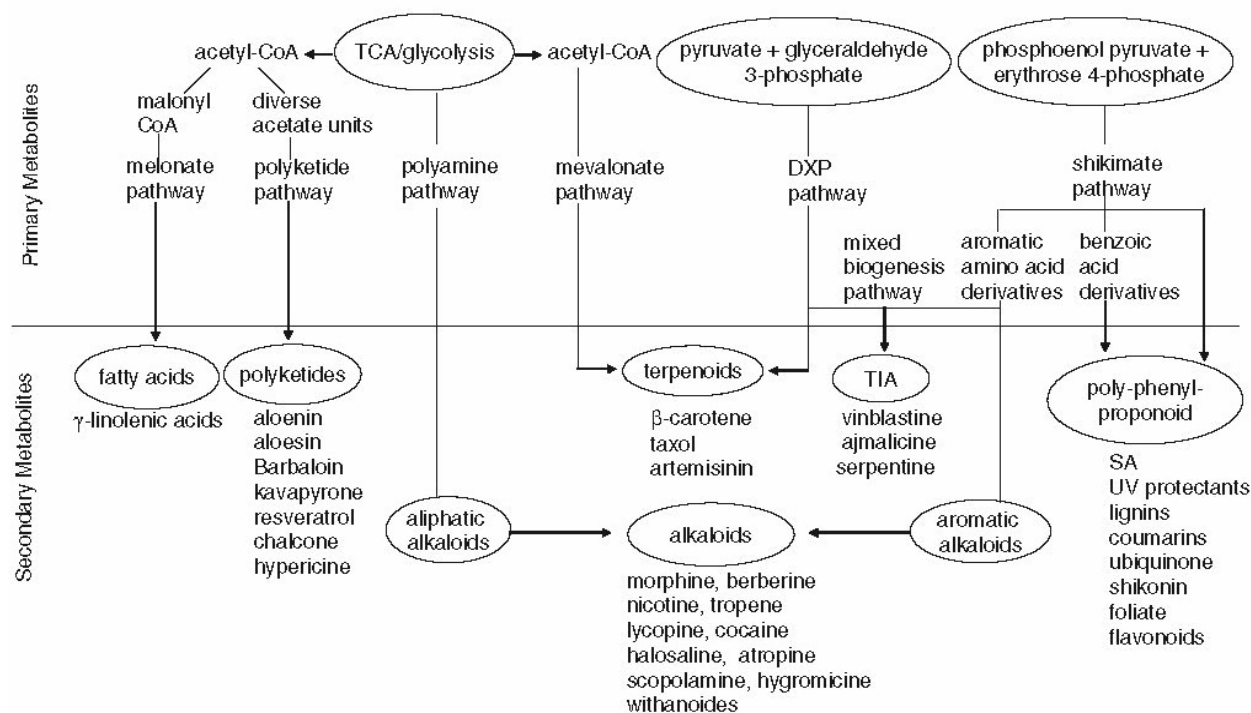 Primary Metabolites
acetyl-CoA
TCA/glycolysis
acetyl-CoA
pyruvate + glyceraldehyde
3-phosphate
phosphoenol pyruvate +
erythrose 4-phosphate
malonyl
CoA
diverse
acetate units
melonate
pathway
polyketide
pathway
polyamine
pathway
mevalonate
pathway
DXP
pathway
shikimate
pathway
mixed
biogenesis
pathway
aromatic
amino acid
derivatives
benzoic
acid
derivatives
Secondary Metabolites
fatty acids
γ-linolenic acids
polyketides
aloenin
aloesin
Barbaloin
kavapyrone
resveratrol
chalcone
hypericine
terpenoids
β-carotene
taxol
artemisinin
TIA
vinblastine
ajmalicine
serpentine
poly-phenyl-
proponoid
SA
UV protectants
lignins
coumarins
ubiquinone
shikonin
foliate
flavonoids
aliphatic
alkaloids
alkaloids
aromatic
alkaloids
morphine, berberine
nicotine, tropene
lycopine, cocaine
halosaline, atropine
scopolamine, hygromicine
withanoides